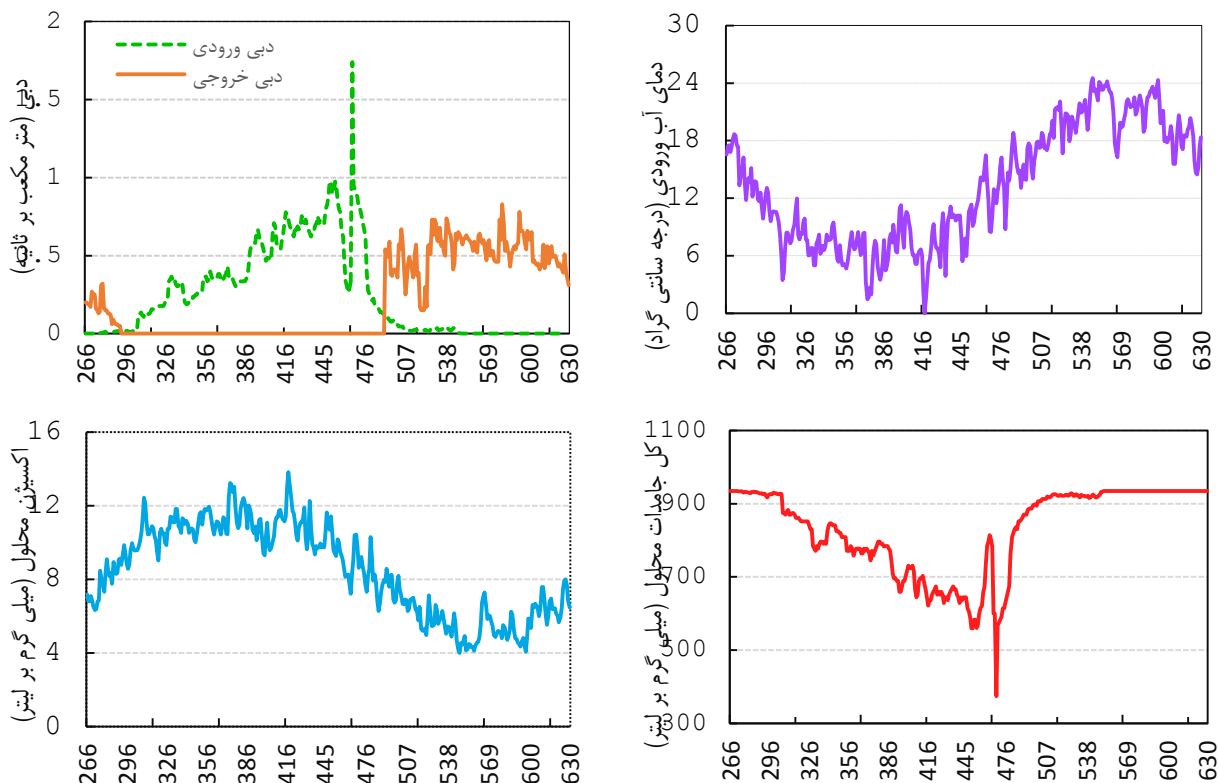 دبی (متر مکعب بر ثانیه)
2
1.5
1
0.5
0
دبی ورودی
دبی خروجی
266 296 326 356 386 416 445 476 507 538 569 600 630
دمای آب ورودی (درجه سانتی گراد)
30
24
18
12
6
0
266 296 326 356 386 416 445 476 507 538 569 600 630
اکسیژن محلول (میلی گرم بر لیتر)
16
12
8
4
0
266 296 326 356 386 416 445 476 507 538 569 600 630
کل جامدات محلول (میلی گرم بر لیتر)
1100
900
700
500
300
266 296 326 356 386 416 445 476 507 538 569 600 630